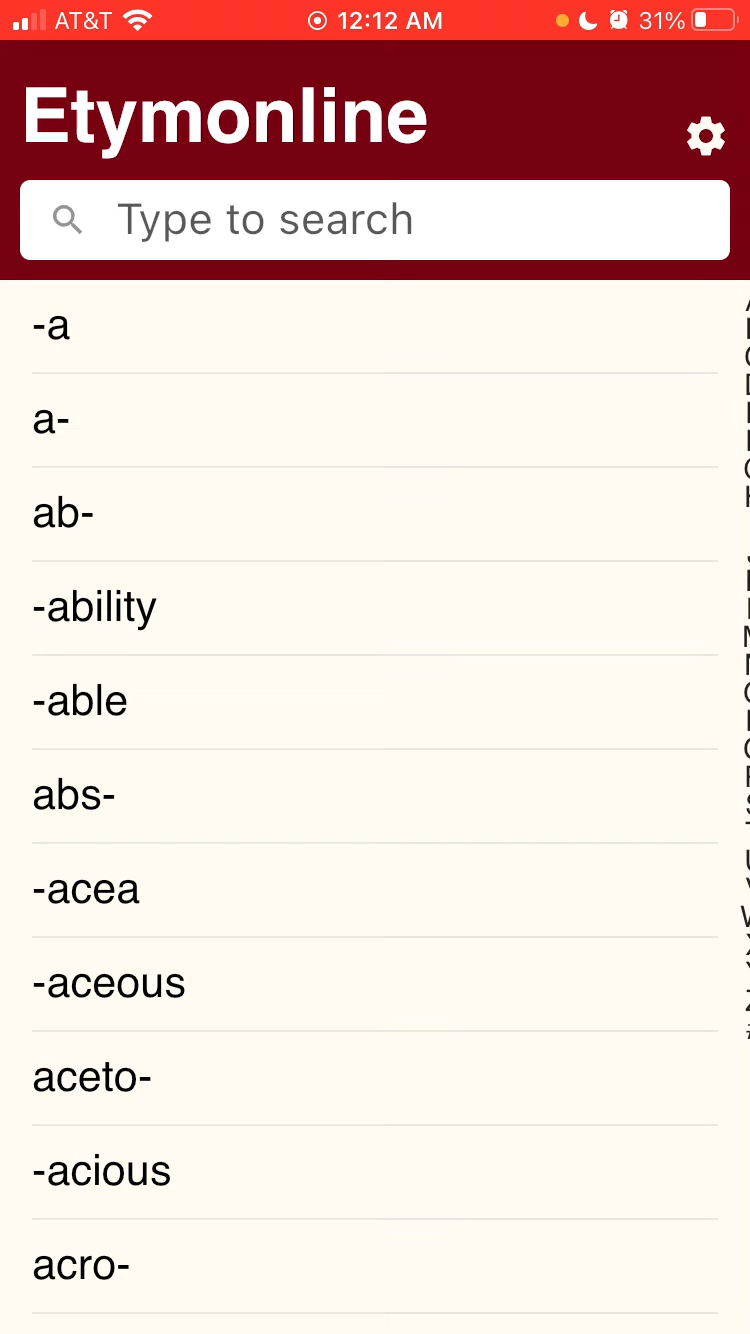 AT&T 12:12 AM 31%
Etymonline
Type to search
-a
a-
ab-
-ability
-able
abs-
-acea
-aceous
aceto-
-acious
acro-